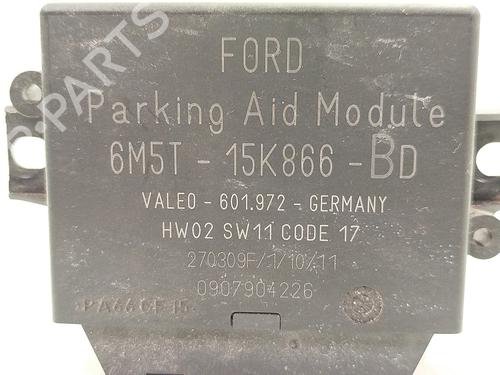 FORD
Parking Aid Module
6M5T - 15K866 - BD
VALEO - 601.972 - GERMANY
HW02 SW11 CODE 17
270309F/1/10/11
0907904226
PA66GF15